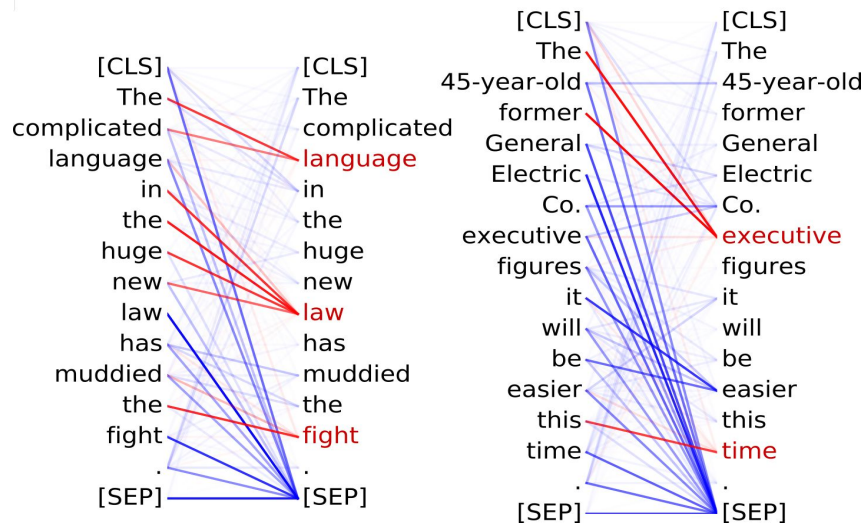 [CLS] [CLS]
The The
complicated complicated
language language
in in
the the
huge huge
new new
law law
has has
muddied muddied
the the
fight fight
. .
[SEP] [SEP]
[CLS] [CLS]
The The
45-year-old 45-year-old
former former
General General
Electric Electric
Co. Co.
executive executive
figures figures
it it
will will
be be
easier easier
this this
time time
. .
[SEP] [SEP]